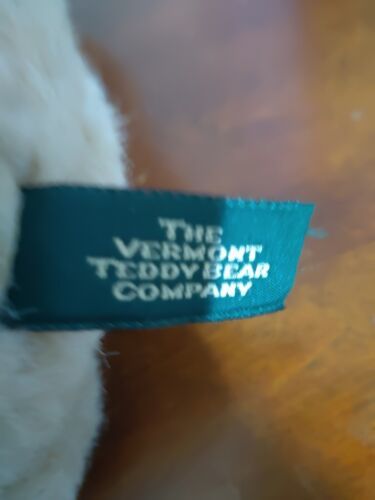 THE
VERMONT
TEDDY BEAR
COMPANY